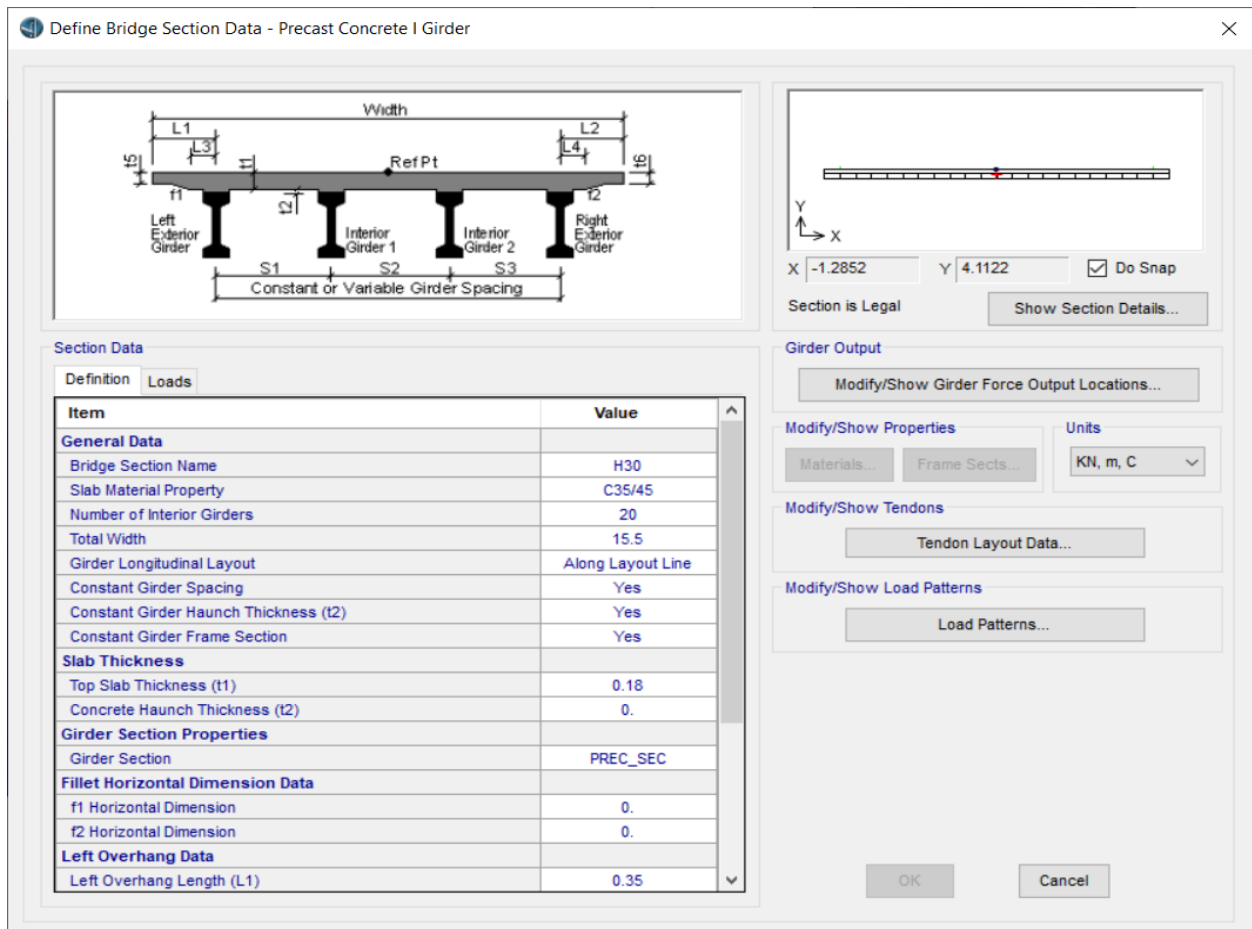 Define Bridge Section Data - Precast Concrete I Girder
Width
L1
L2
L3
L4
t5
t1
Ref Pt
t6
f1
t2
f2
Left
Exterior
Girder
Interior
Girder 1
Interior
Girder 2
Right
Exterior
Girder
S1
S2
S3
Constant or Variable Girder Spacing
Y
X
X -1.2852 Y 4.1122 Do Snap
Section is Legal
Show Section Details...
Section Data
Definition Loads
Item Value
General Data
Bridge Section Name H30
Slab Material Property C35/45
Number of Interior Girders 20
Total Width 15.5
Girder Longitudinal Layout Along Layout Line
Constant Girder Spacing Yes
Constant Girder Haunch Thickness (t2) Yes
Constant Girder Frame Section Yes
Slab Thickness
Top Slab Thickness (t1) 0.18
Concrete Haunch Thickness (t2) 0.
Girder Section Properties
Girder Section PREC_SEC
Fillet Horizontal Dimension Data
f1 Horizontal Dimension 0.
f2 Horizontal Dimension 0.
Left Overhang Data
Left Overhang Length (L1) 0.35
Girder Output
Modify/Show Girder Force Output Locations...
Modify/Show Properties
Materials... Frame Sects...
Units
KN, m, C
Modify/Show Tendons
Tendon Layout Data...
Modify/Show Load Patterns
Load Patterns...
OK Cancel